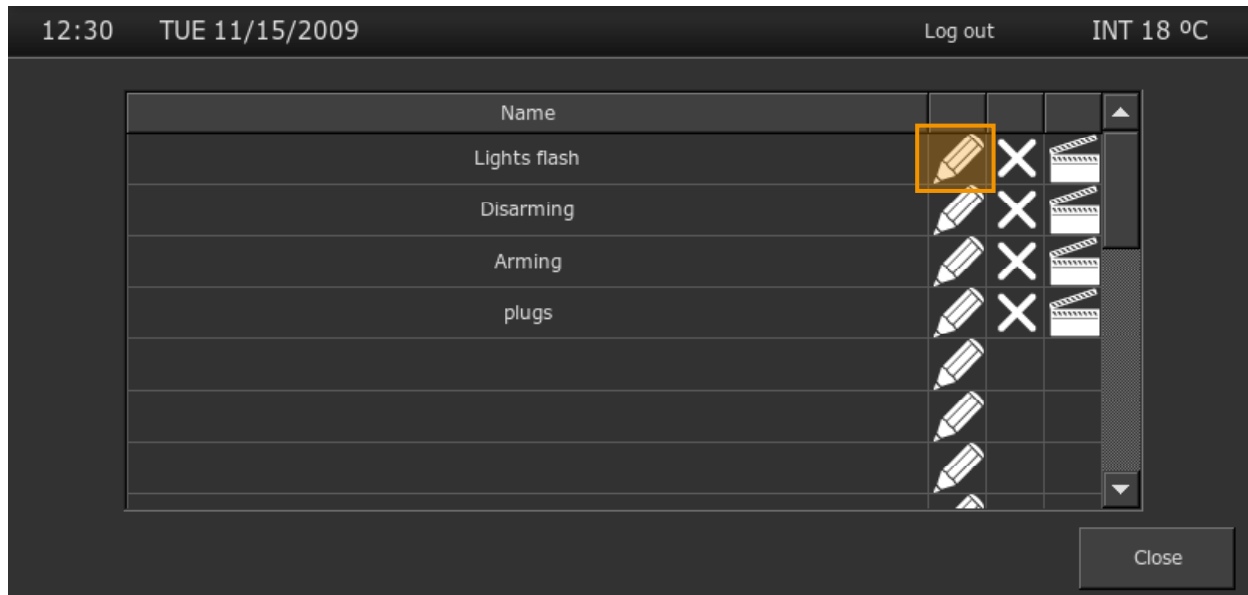 12:30 TUE 11/15/2009 Log out INT 18 ºC
Name
Lights flash
Disarming
Arming
plugs
Close